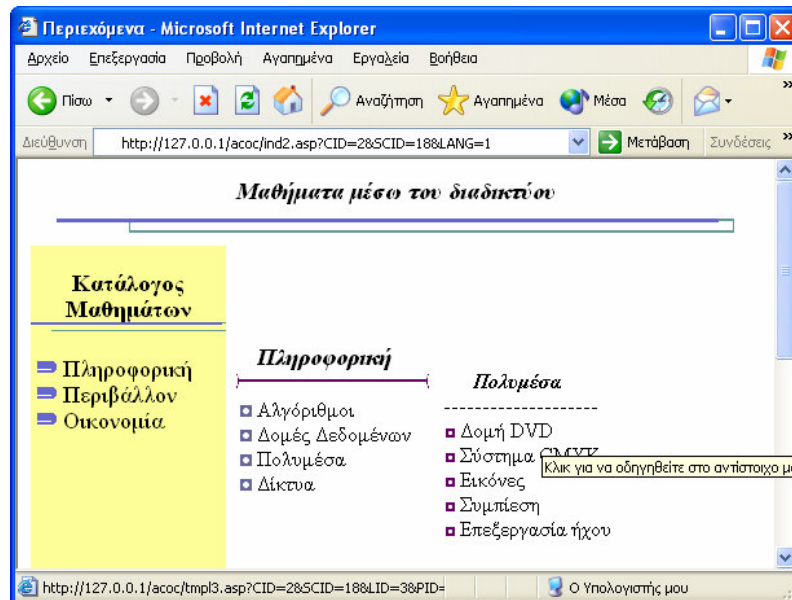 Περιεχόμενα - Microsoft Internet Explorer
Αρχείο Επεξεργασία Προβολή Αγαπημένα Εργαλεία Βοήθεια
Πίσω Αναζήτηση Αγαπημένα Μέσα »
Διεύθυνση http://127.0.0.1/acoc/ind2.asp?CID=2&SCID=18&LANG=1 Μετάβαση Συνδέσεις »
Μαθήματα μέσω του διαδικτύου
Κατάλογος
Μαθημάτων
Πληροφορική
Περιβάλλον
Οικονομία
Πληροφορική
Αλγόριθμοι
Δομές Δεδομένων
Πολυμέσα
Δίκτυα
Πολυμέσα
--------------------
Δομή DVD
Σύστημα CMYK
Κλικ για να οδηγηθείτε στο αντίστοιχο
Εικόνες
Συμπίεση
Επεξεργασία ήχου
http://127.0.0.1/acoc/tmpl3.asp?CID=2&SCID=18&LID=3&PID= Ο Υπολογιστής μου